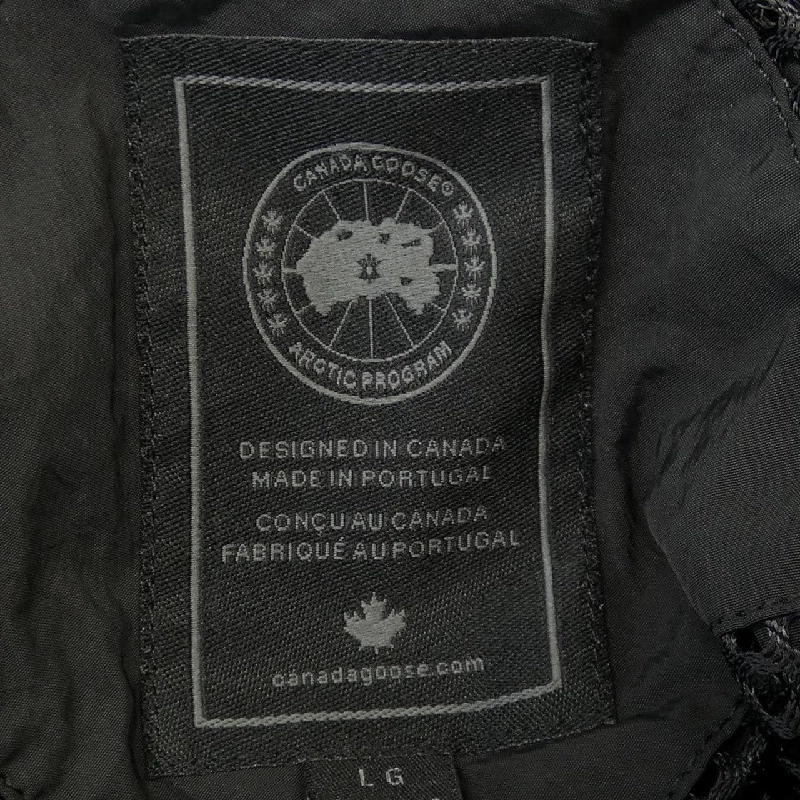 CANADA GOOSE®
ARCTIC PROGRAM
DESIGNED IN CANADA
MADE IN PORTUGAL
CONÇU AU CANADA
FABRIQUÉ AU PORTUGAL
canadagoose.com
LG